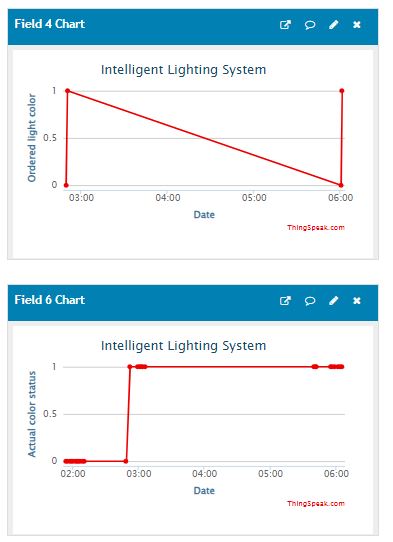 Field 4 Chart
Intelligent Lighting System
Ordered light color
1
0.5
0
03:00 04:00 05:00 06:00
Date
ThingSpeak.com
Field 6 Chart
Intelligent Lighting System
Actual color status
1
0.5
0
02:00 03:00 04:00 05:00 06:00
Date
ThingSpeak.com